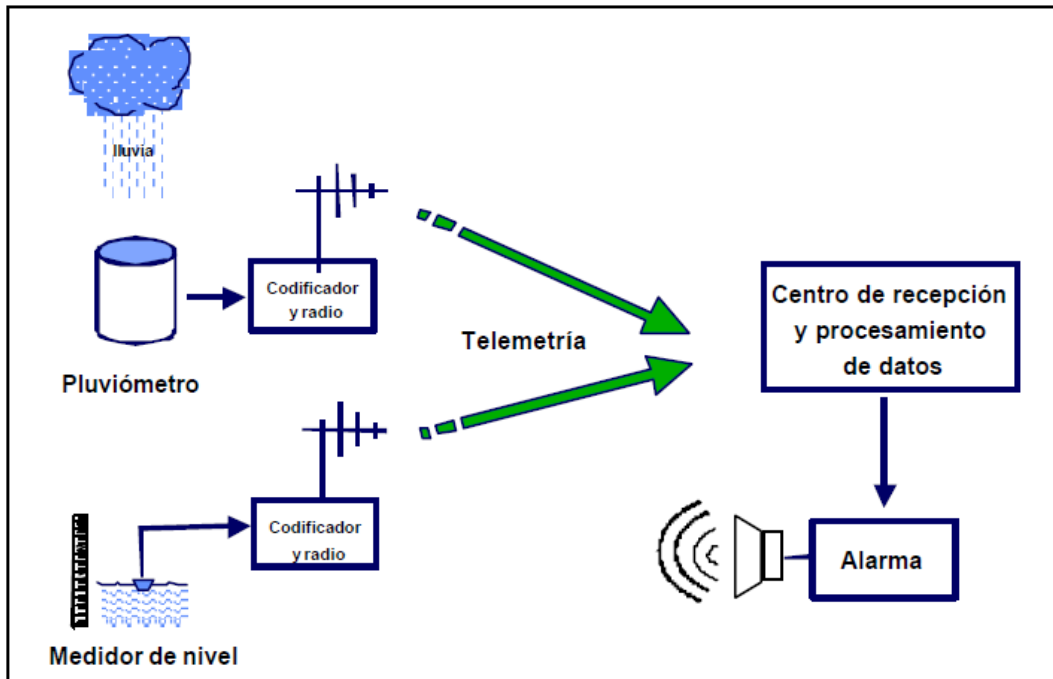 lluvia
Codificador
y radio
Pluviómetro
Telemetría
Centro de recepción
y procesamiento
de datos
Codificador
y radio
Alarma
Medidor de nivel